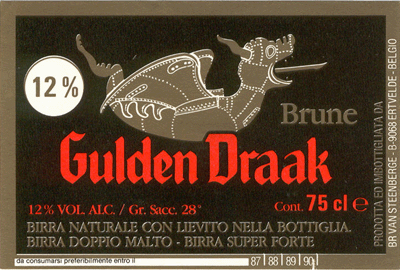 12 %
Brune
Gulden Draak
12% VOL. ALC. / Gr. Sacc. 28°
Cont. 75 cl e
BIRRA NATURALE CON LIEVITO NELLA BOTTIGLIA.
BIRRA DOPPIO MALTO - BIRRA SUPER FORTE
da consumarsi preferibilmente entro il
87 88 89 90
PRODOTTA ED IMBOTTIGLIATA DA
BR. VAN STEENBERGE - B-9068 ERTVELDE - BELGIO